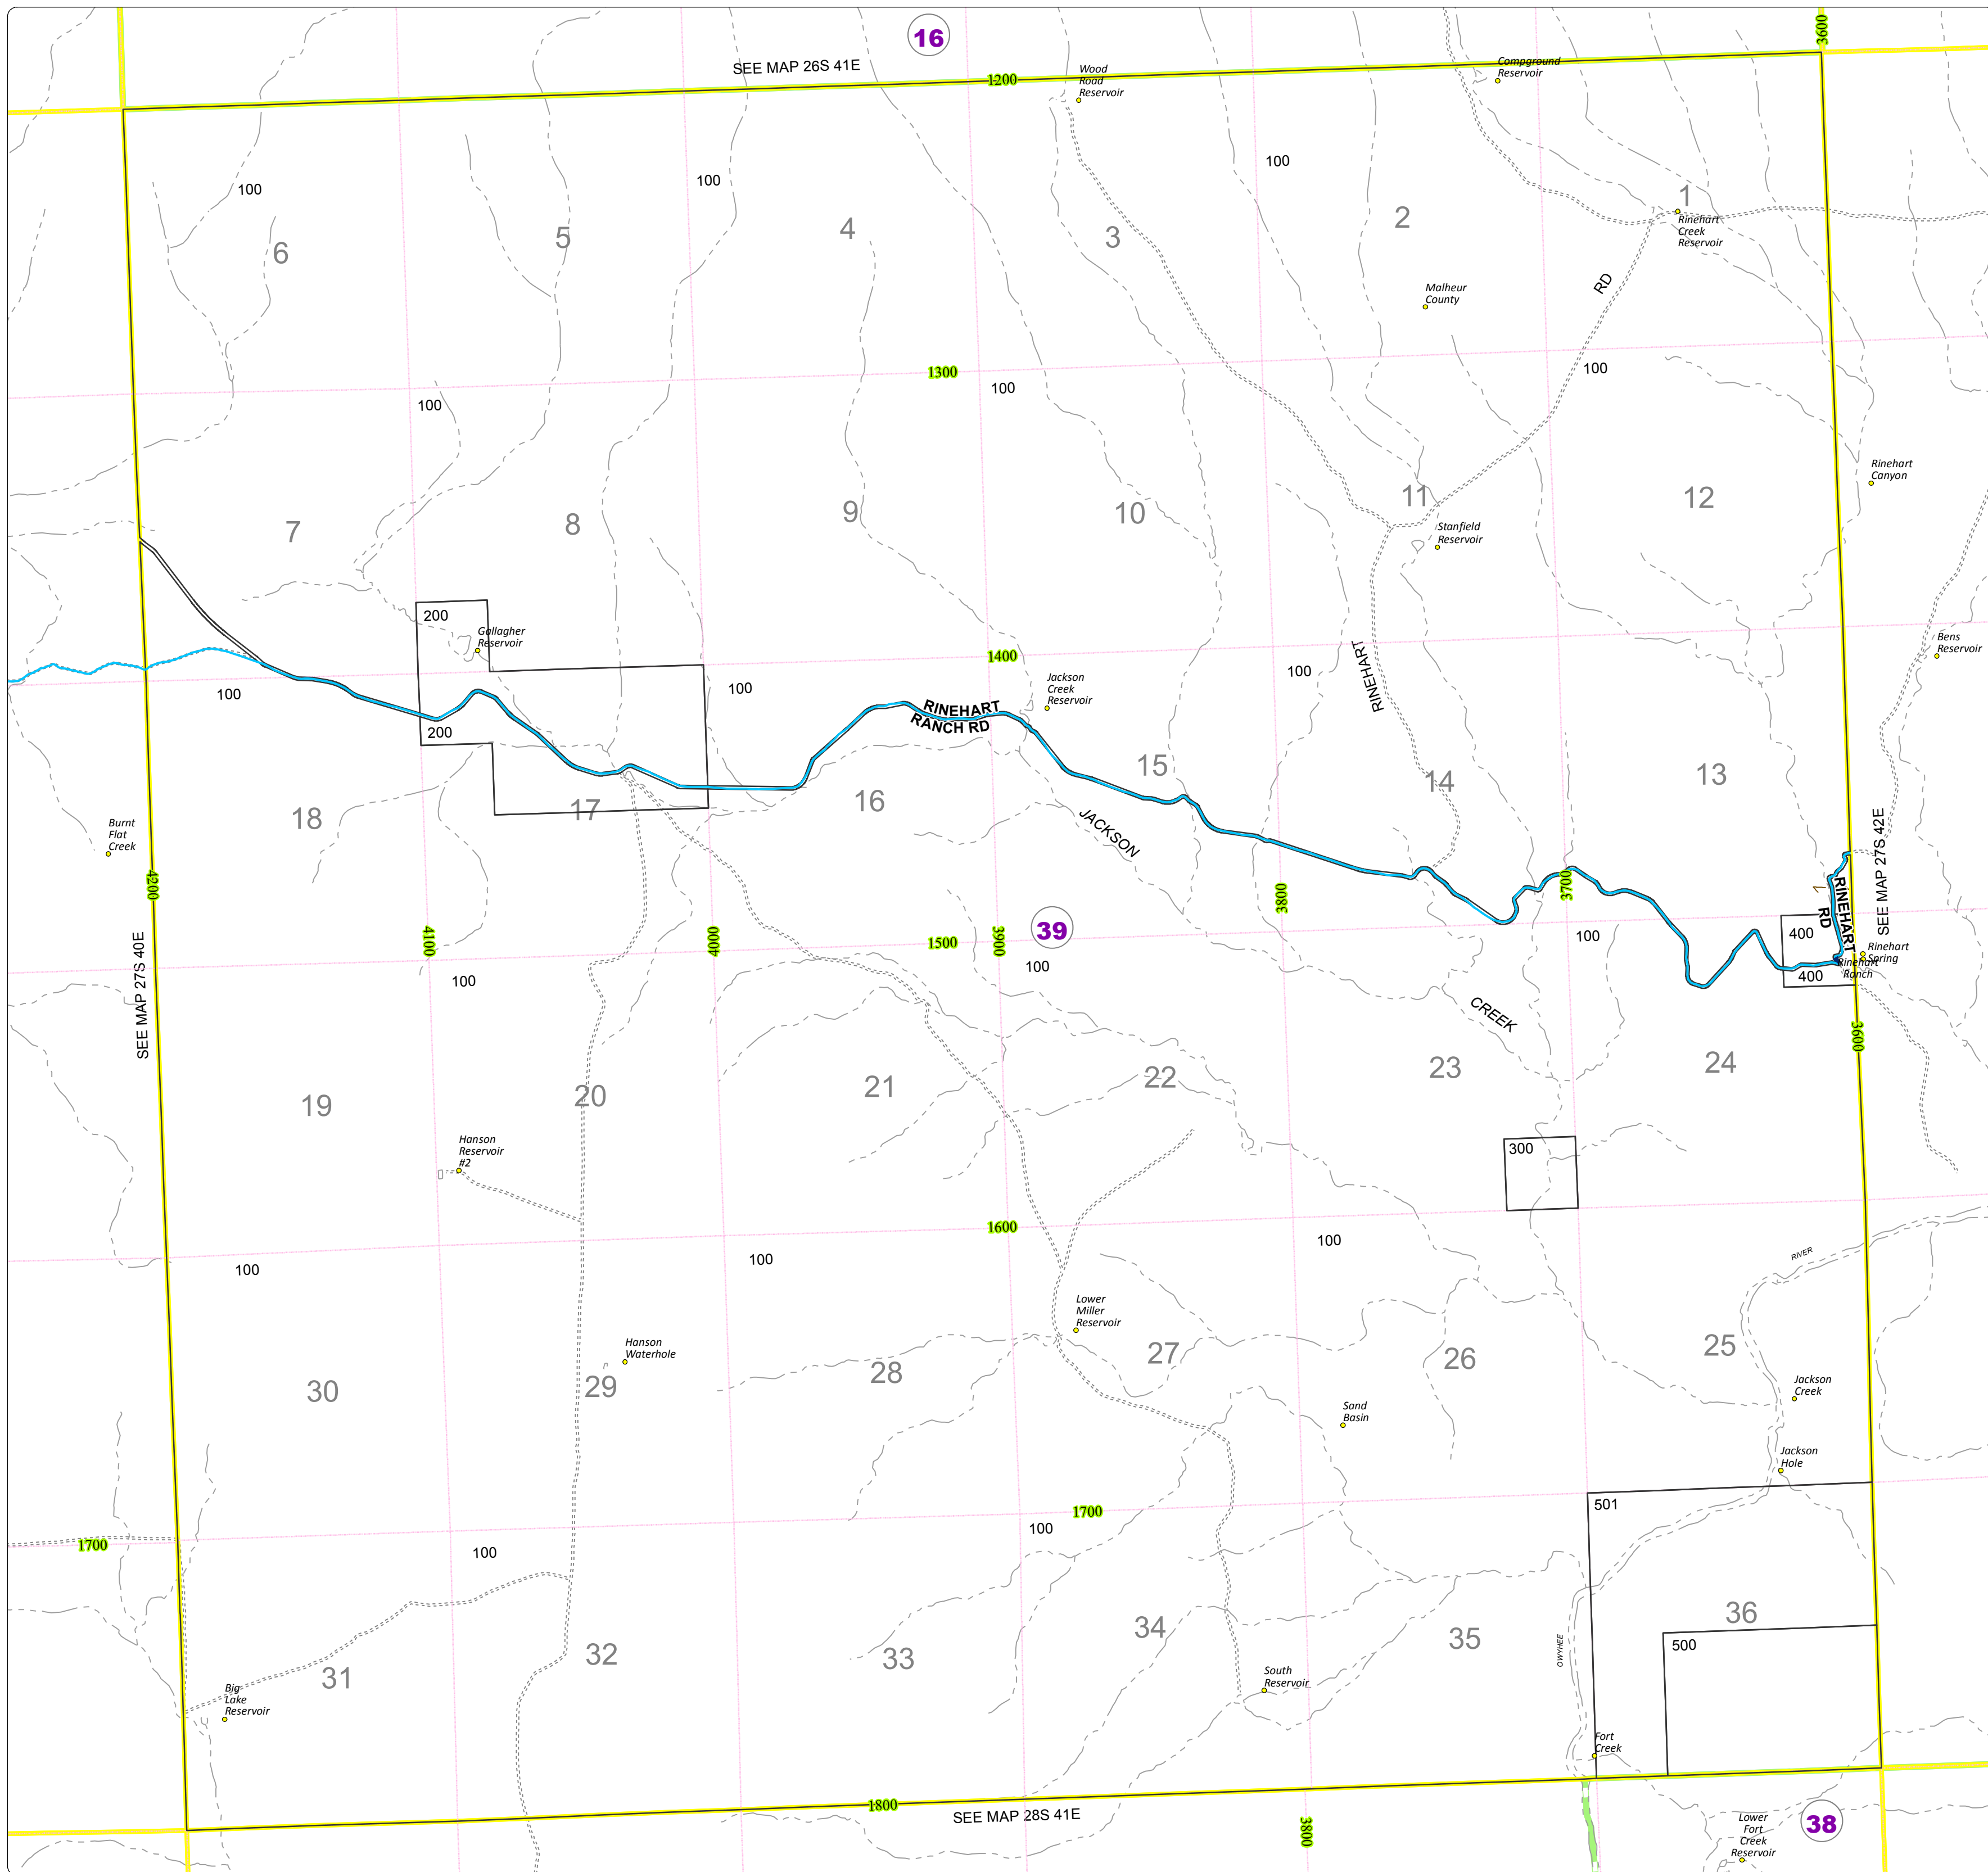 16
3600
SEE MAP 26S 41E
1200
Wood
Road
Reservoir
Campground
Reservoir
100
100
100
6
5
4
3
2
1
Rinehart
Creek
Reservoir
Malheur
County
RD
1300
100
100
100
7
8
9
10
11
12
Rinehart
Canyon
Stanfield
Reservoir
200
Gallagher
Reservoir
1400
Bens
Reservoir
100
100
100
Jackson
Creek
Reservoir
RINEHART
RINEHART
RANCH RD
200
18
17
16
15
14
13
JACKSON
Burnt
Flat
Creek
4200
SEE MAP 27S 42E
3700
3800
1
RINEHART
RD
39
4100
4000
1500
3900
100
400
SEE MAP 27S 40E
Rinehart
Spring
Rinehart
Ranch
400
100
100
CREEK
3600
19
20
21
22
23
24
Hanson
Reservoir
#2
300
1600
100
100
100
RIVER
Lower
Miller
Reservoir
Hanson
Waterhole
30
29
28
27
26
25
Jackson
Creek
Sand
Basin
Jackson
Hole
501
1700
1700
100
100
31
32
33
34
35
36
500
OWYHEE
Big
Lake
Reservoir
South
Reservoir
Fort
Creek
1800
SEE MAP 28S 41E
3800
38
Lower
Fort
Creek
Reservoir